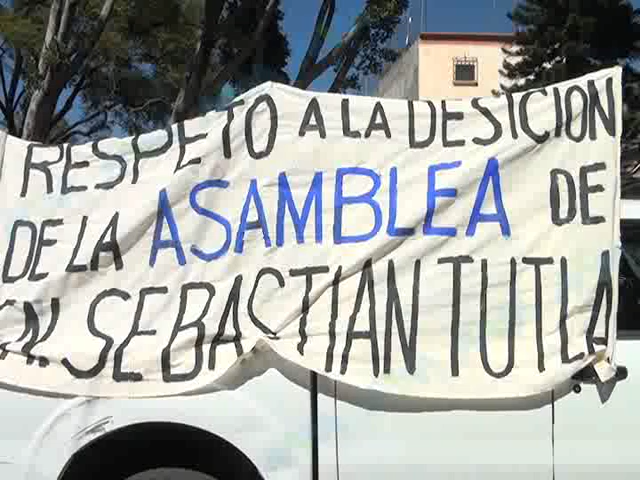 RESPETO A LA DESICION
DE LA ASAMBLEA DE
N. SEBASTIAN TUTLA